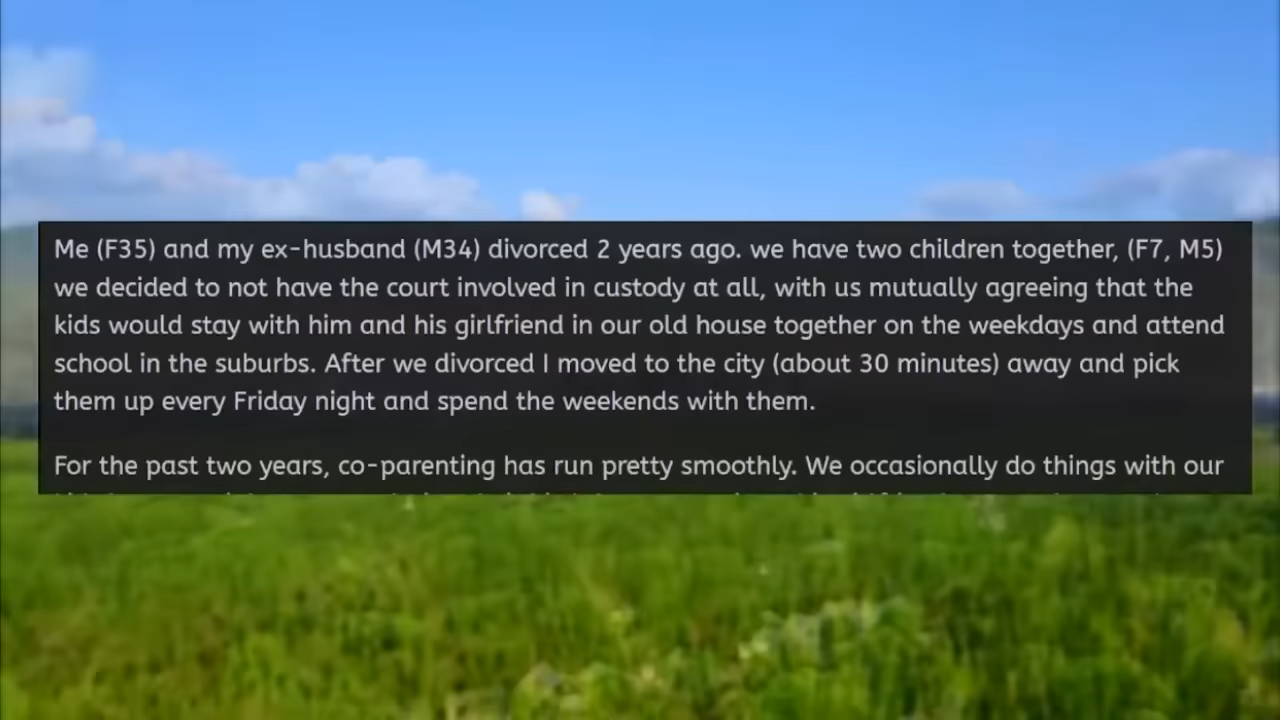 Me (F35) and my ex-husband (M34) divorced 2 years ago. we have two children together, (F7, M5)
we decided to not have the court involved in custody at all, with us mutually agreeing that the
kids would stay with him and his girlfriend in our old house together on the weekdays and attend
school in the suburbs. After we divorced I moved to the city (about 30 minutes) away and pick
them up every Friday night and spend the weekends with them.
For the past two years, co-parenting has run pretty smoothly. We occasionally do things with our